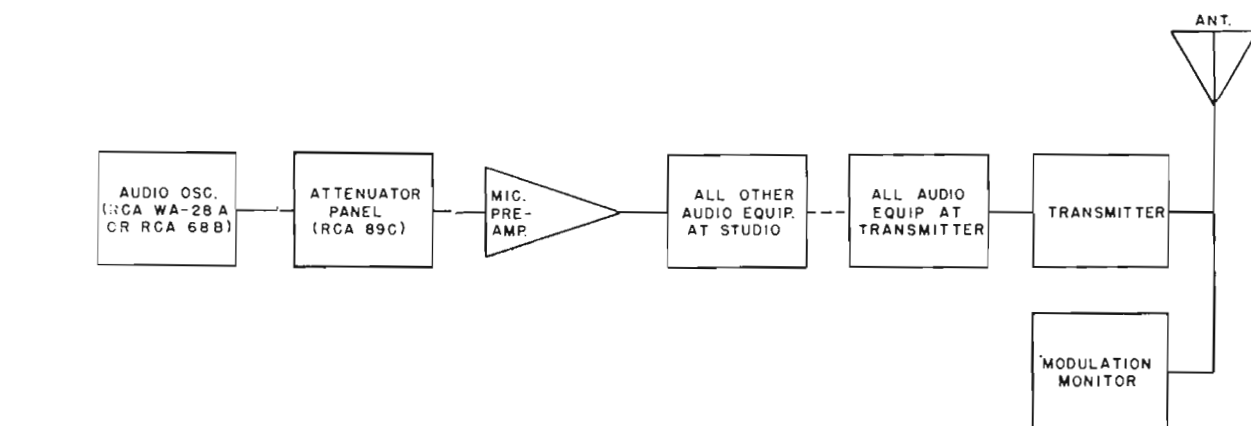 ANT.
AUDIO OSC.
(RCA WA-28 A
OR RCA 68B)
ATTENUATOR
PANEL
(RCA 89C)
MIC.
PRE-
AMP.
ALL OTHER
AUDIO EQUIP.
AT STUDIO
ALL AUDIO
EQUIP AT
TRANSMITTER
TRANSMITTER
MODULATION
MONITOR